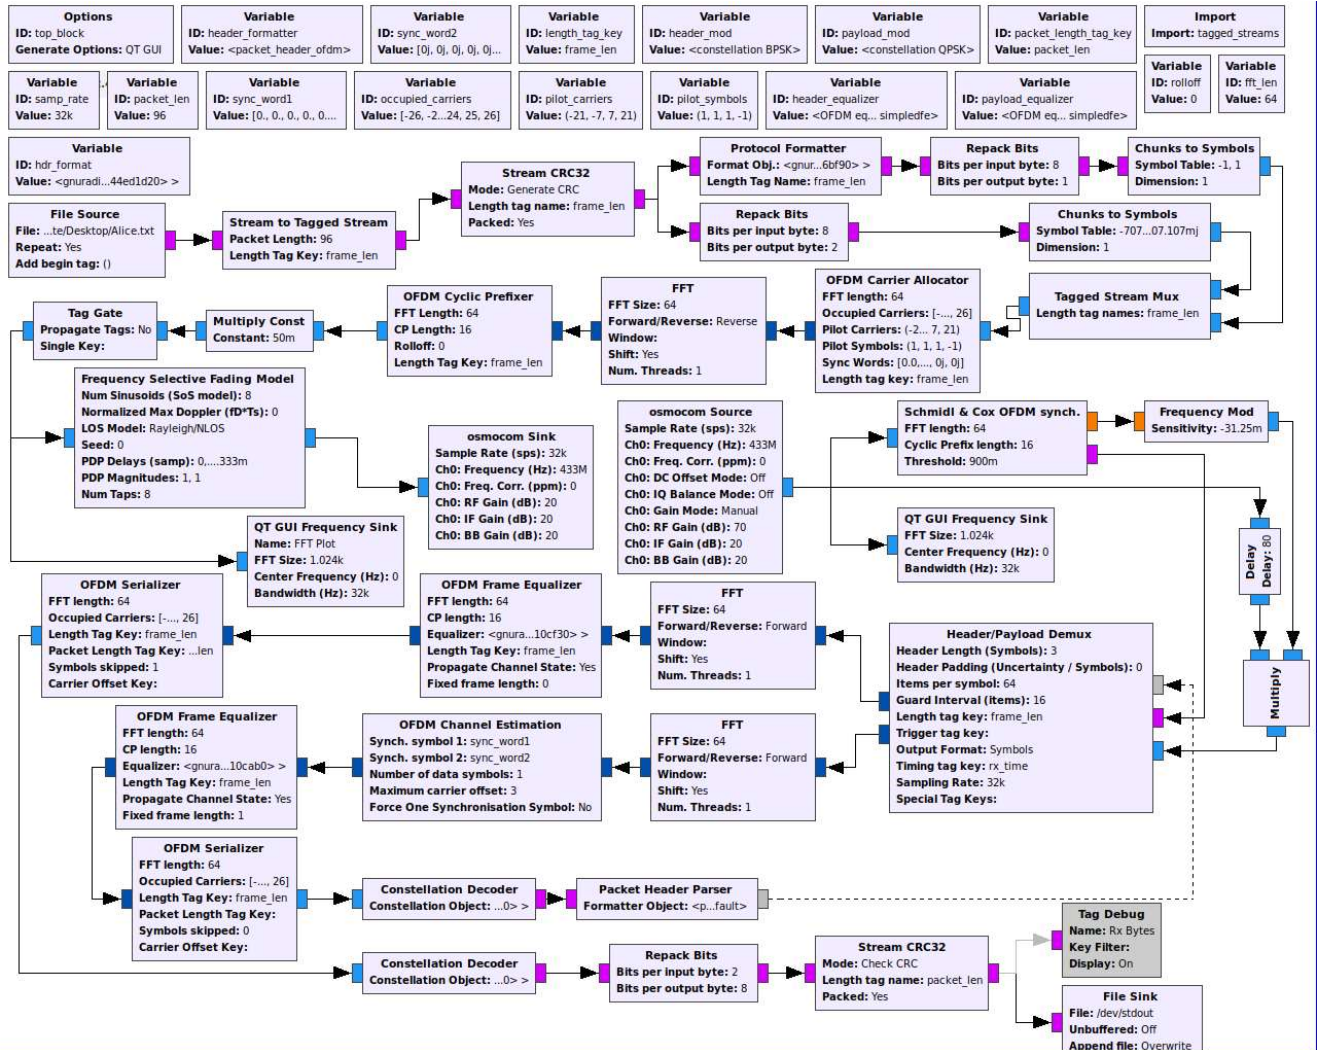 Options
ID: top_block
Generate Options: QT GUI
Variable
ID: header_formatter
Value: <packet_header_ofdm>
Variable
ID: sync_word2
Value: [0j, 0j, 0j, 0j, 0j...
Variable
ID: length_tag_key
Value: frame_len
Variable
ID: header_mod
Value: <constellation BPSK>
Variable
ID: payload_mod
Value: <constellation QPSK>
Variable
ID: packet_length_tag_key
Value: packet_len
Import
Import: tagged_streams
Variable
ID: samp_rate
Value: 32k
Variable
ID: packet_len
Value: 96
Variable
ID: sync_word1
Value: [0., 0., 0., 0., 0....
Variable
ID: occupied_carriers
Value: [-26, -2...24, 25, 26]
Variable
ID: pilot_carriers
Value: (-21, -7, 7, 21)
Variable
ID: pilot_symbols
Value: (1, 1, 1, -1)
Variable
ID: header_equalizer
Value: <OFDM eq... simpledfe>
Variable
ID: payload_equalizer
Value: <OFDM eq... simpledfe>
Variable
ID: rolloff
Value: 0
Variable
ID: fft_len
Value: 64
Variable
ID: hdr_format
Value: <gnuradi...44ed1d20> >
Protocol Formatter
Format Obj.: <gnur...6bf90> >
Length Tag Name: frame_len
Repack Bits
Bits per input byte: 8
Bits per output byte: 1
Chunks to Symbols
Symbol Table: -1, 1
Dimension: 1
File Source
File: ...te/Desktop/Alice.txt
Repeat: Yes
Add begin tag: ()
Stream to Tagged Stream
Packet Length: 96
Length Tag Key: frame_len
Stream CRC32
Mode: Generate CRC
Length tag name: frame_len
Packed: Yes
Repack Bits
Bits per input byte: 8
Bits per output byte: 2
Chunks to Symbols
Symbol Table: -707...07.107mj
Dimension: 1
Tag Gate
Propagate Tags: No
Single Key:
Multiply Const
Constant: 50m
OFDM Cyclic Prefixer
FFT Length: 64
CP Length: 16
Rolloff: 0
Length Tag Key: frame_len
FFT
FFT Size: 64
Forward/Reverse: Reverse
Window:
Shift: Yes
Num. Threads: 1
OFDM Carrier Allocator
FFT length: 64
Occupied Carriers: [-..., 26]
Pilot Carriers: (-2... 7, 21)
Pilot Symbols: (1, 1, 1, -1)
Sync Words: [0.0,..., 0j, 0j]
Length tag key: frame_len
Tagged Stream Mux
Length tag names: frame_len
Frequency Selective Fading Model
Num Sinusoids (SoS model): 8
Normalized Max Doppler (fD*Ts): 0
LOS Model: Rayleigh/NLOS
Seed: 0
PDP Delays (samp): 0,....333m
PDP Magnitudes: 1, 1
Num Taps: 8
osmocom Sink
Sample Rate (sps): 32k
Ch0: Frequency (Hz): 433M
Ch0: Freq. Corr. (ppm): 0
Ch0: RF Gain (dB): 20
Ch0: IF Gain (dB): 20
Ch0: BB Gain (dB): 20
osmocom Source
Sample Rate (sps): 32k
Ch0: Frequency (Hz): 433M
Ch0: Freq. Corr. (ppm): 0
Ch0: DC Offset Mode: Off
Ch0: IQ Balance Mode: Off
Ch0: Gain Mode: Manual
Ch0: RF Gain (dB): 70
Ch0: IF Gain (dB): 20
Ch0: BB Gain (dB): 20
Schmidl & Cox OFDM synch.
FFT length: 64
Cyclic Prefix length: 16
Threshold: 900m
Frequency Mod
Sensitivity: -31.25m
QT GUI Frequency Sink
Name: FFT Plot
FFT Size: 1.024k
Center Frequency (Hz): 0
Bandwidth (Hz): 32k
QT GUI Frequency Sink
FFT Size: 1.024k
Center Frequency (Hz): 0
Bandwidth (Hz): 32k
Delay
Delay: 80
OFDM Serializer
FFT length: 64
Occupied Carriers: [-..., 26]
Length Tag Key: frame_len
Packet Length Tag Key: ...len
Symbols skipped: 1
Carrier Offset Key:
OFDM Frame Equalizer
FFT length: 64
CP length: 16
Equalizer: <gnura...10cf30> >
Length Tag Key: frame_len
Propagate Channel State: Yes
Fixed frame length: 0
FFT
FFT Size: 64
Forward/Reverse: Forward
Window:
Shift: Yes
Num. Threads: 1
Header/Payload Demux
Header Length (Symbols): 3
Header Padding (Uncertainty / Symbols): 0
Items per symbol: 64
Guard Interval (items): 16
Length tag key: frame_len
Trigger tag key:
Output Format: Symbols
Timing tag key: rx_time
Sampling Rate: 32k
Special Tag Keys:
Multiply
OFDM Frame Equalizer
FFT length: 64
CP length: 16
Equalizer: <gnura...10cab0> >
Length Tag Key: frame_len
Propagate Channel State: Yes
Fixed frame length: 1
OFDM Channel Estimation
Synch. symbol 1: sync_word1
Synch. symbol 2: sync_word2
Number of data symbols: 1
Maximum carrier offset: 3
Force One Synchronisation Symbol: No
FFT
FFT Size: 64
Forward/Reverse: Forward
Window:
Shift: Yes
Num. Threads: 1
OFDM Serializer
FFT length: 64
Occupied Carriers: [-..., 26]
Length Tag Key: frame_len
Packet Length Tag Key:
Symbols skipped: 0
Carrier Offset Key:
Constellation Decoder
Constellation Object: ...0> >
Packet Header Parser
Formatter Object: <p...fault>
Constellation Decoder
Constellation Object: ...0> >
Repack Bits
Bits per input byte: 2
Bits per output byte: 8
Stream CRC32
Mode: Check CRC
Length tag name: packet_len
Packed: Yes
Tag Debug
Name: Rx Bytes
Key Filter:
Display: On
File Sink
File: /dev/stdout
Unbuffered: Off
Append file: Overwrite